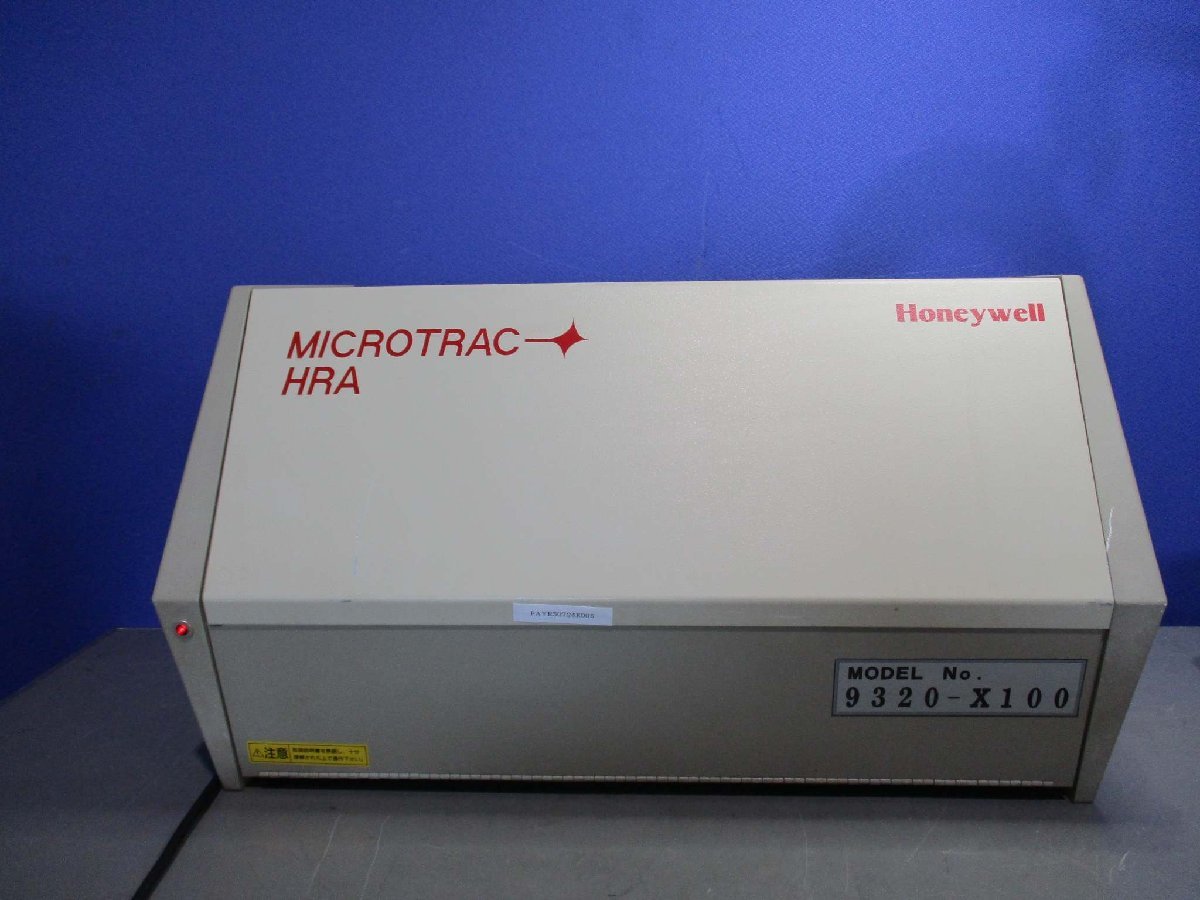 Honeywell
MICROTRAC
HRA
MODEL No.
9320-X100
注意